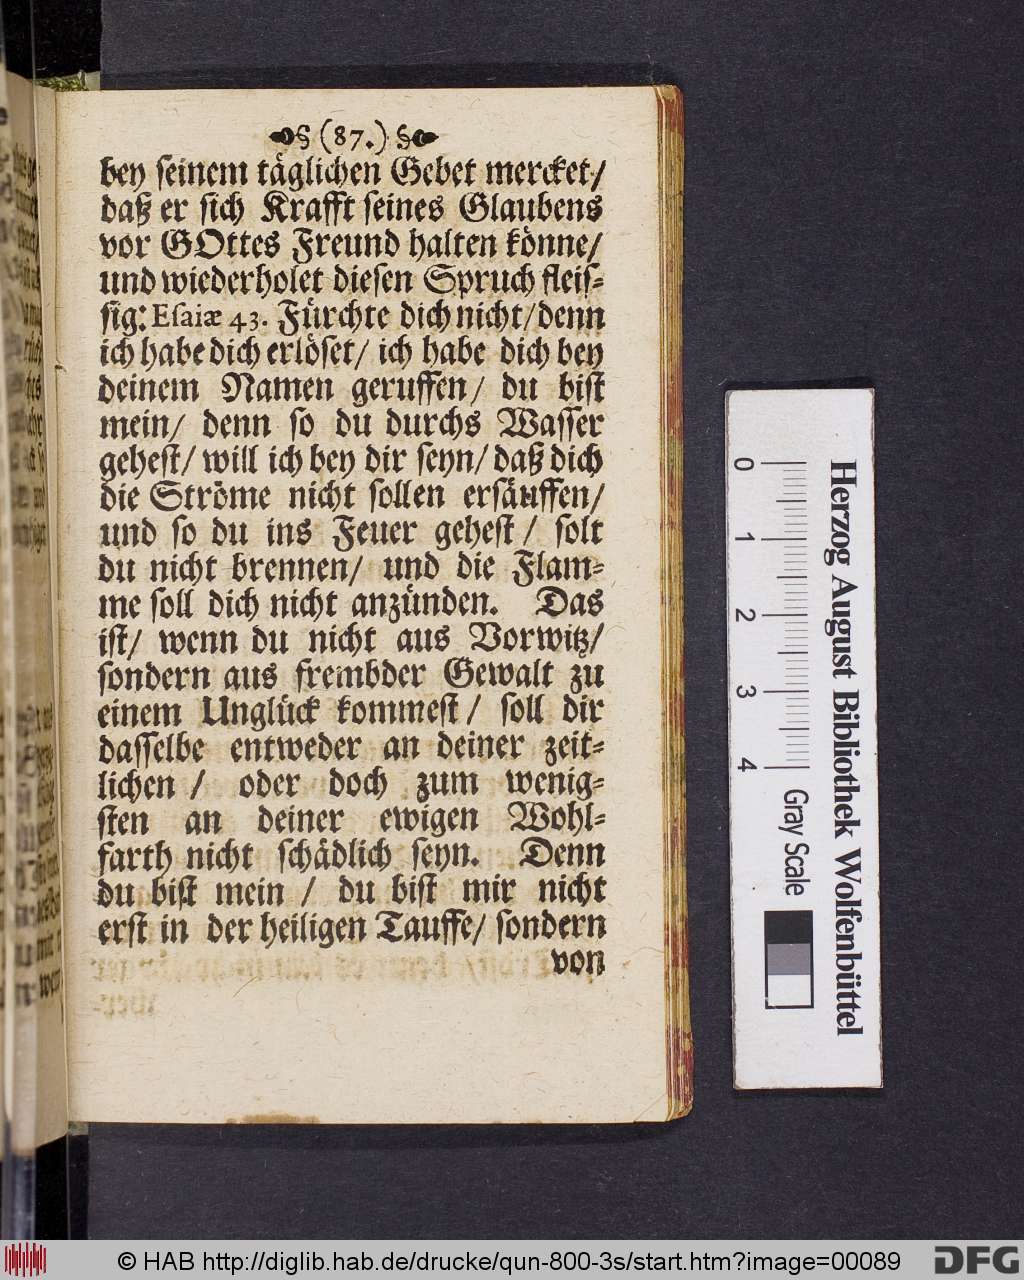 § (87.) §
bey seinem täglichen Gebet mercket/
daß er sich Krafft seines Glaubens
vor GOttes Freund halten könne/
und wiederholet diesen Spruch fleis-
sig: Esaiæ 43. Fürchte dich nicht/denn
ich habe dich erlöset/ ich habe dich bey
deinem Namen geruffen/ du bist
mein/ denn so du durchs Wasser
gehest/ will ich bey dir seyn/ daß dich
die Ströme nicht sollen ersäuffen/
und so du ins Feuer gehest/ solt
du nicht brennen/ und die Flam-
me soll dich nicht anzünden. Das
ist/ wenn du nicht aus Vorwitz/
sondern aus frembder Gewalt zu
einem Unglück kommest/ soll dir
dasselbe entweder an deiner zeit-
lichen / oder doch zum wenig-
sten an deiner ewigen Wohl-
farth nicht schädlich seyn. Denn
du bist mein / du bist mir nicht
erst in der heiligen Tauffe/ sondern
von
0 1 2 3 4
Gray Scale
Herzog August Bibliothek Wolfenbüttel
© HAB http://diglib.hab.de/drucke/qun-800-3s/start.htm?image=00089
DFG